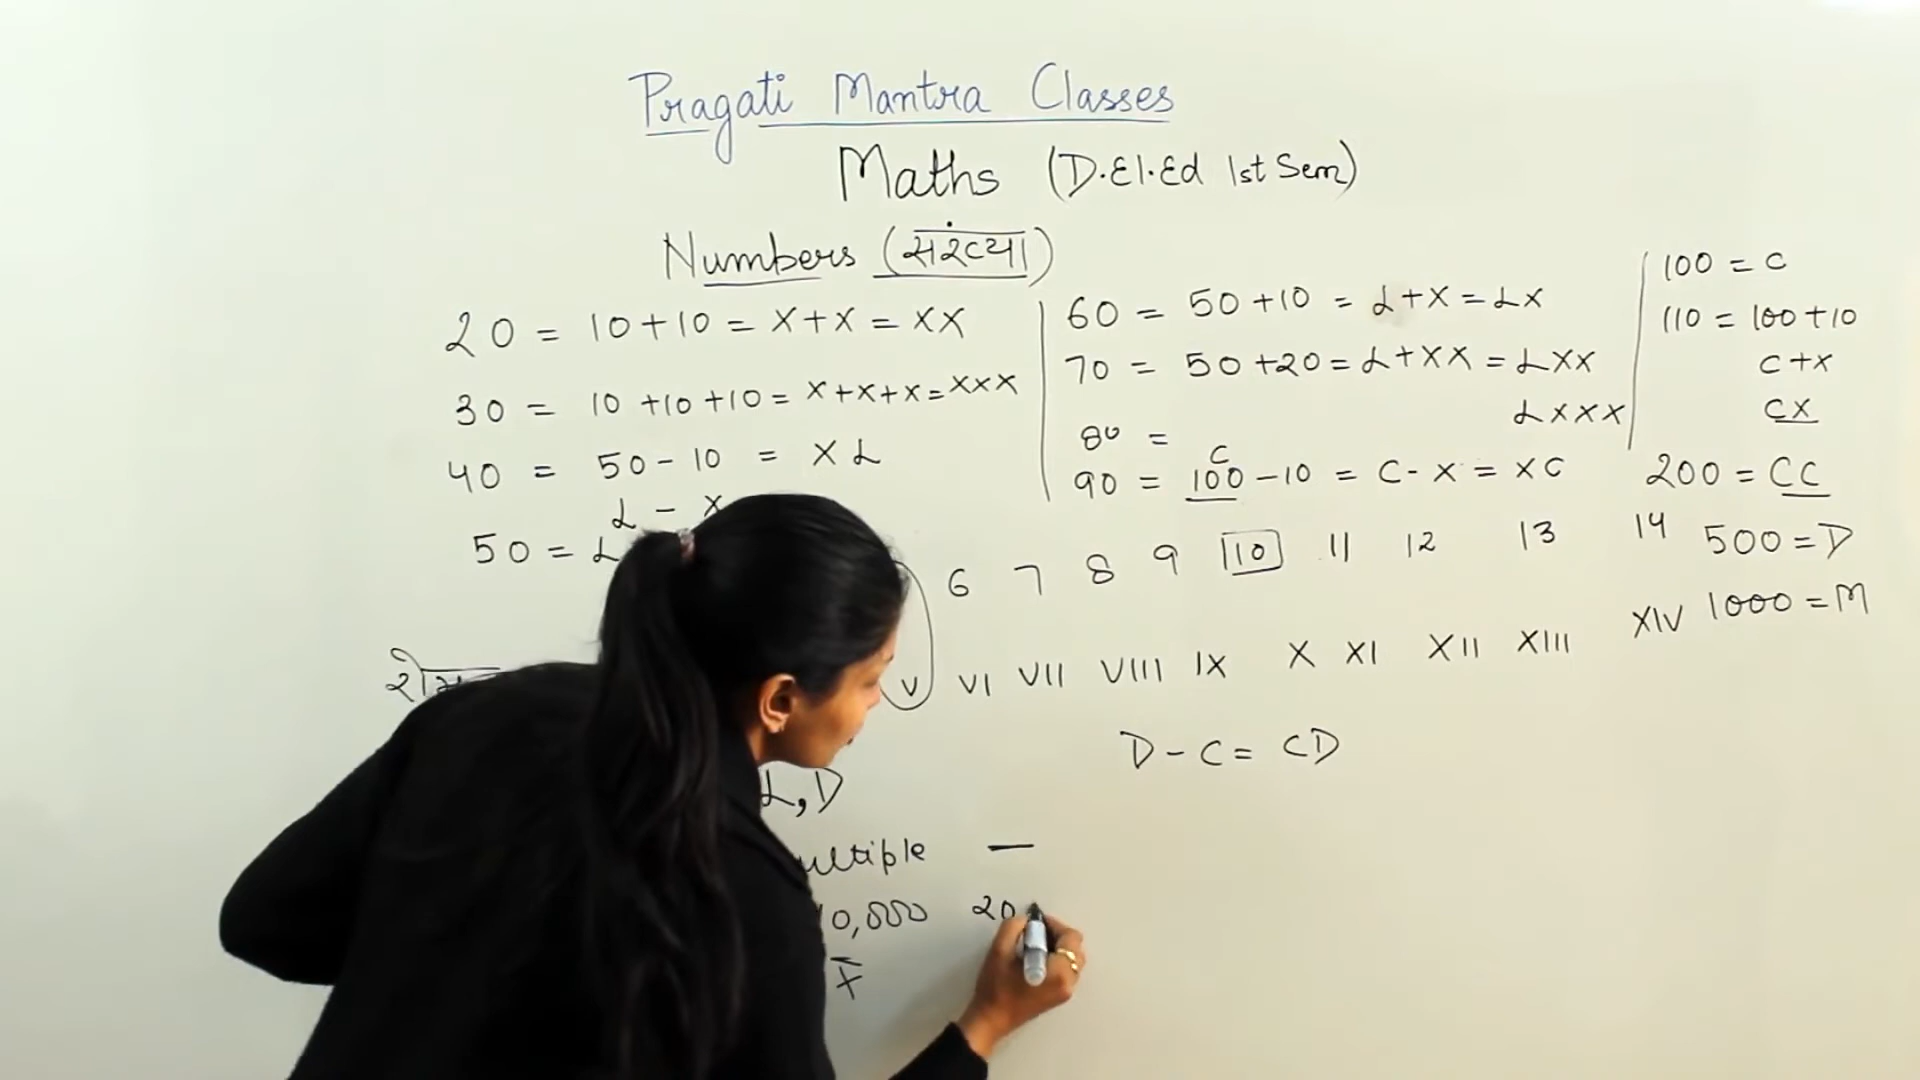 Pragati Mantra Classes
Maths (D.El.Ed 1st Sem)
Numbers (संख्या)
20 = 10+10 = X+X = XX
30 = 10 +10 +10 = X+X+X = XXX
40 = 50 - 10 = X L
L - X
50 = L
60 = 50 +10 = L+X = LX
70 = 50 +20 = L+XX = LXX
80 = LXXX
90 = 100 -10 = C - X = XC
C
100 = C
110 = 100 +10
C+X
CX
200 = CC
500 = D
1000 = M
6 7 8 9 10 11 12 13 14
V VI VII VIII IX X XI XII XIII XIV
D - C = CD
L, D
—
10,000 20
X̅